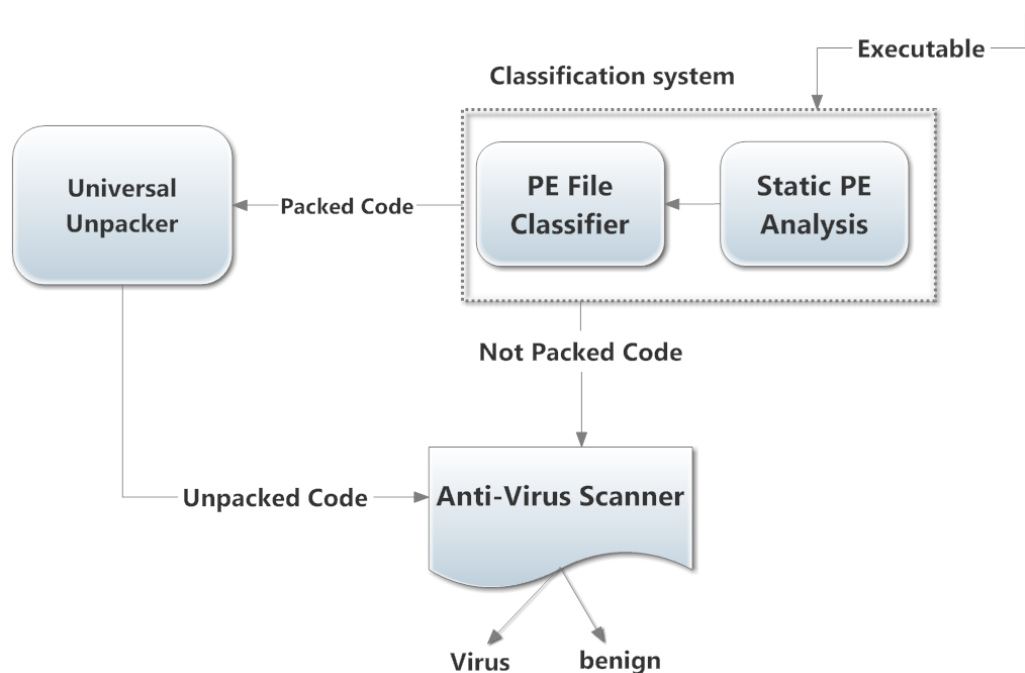 Executable
Classification system
Universal
Unpacker
Packed Code
PE File
Classifier
Static PE
Analysis
Not Packed Code
Unpacked Code
Anti-Virus Scanner
Virus
benign